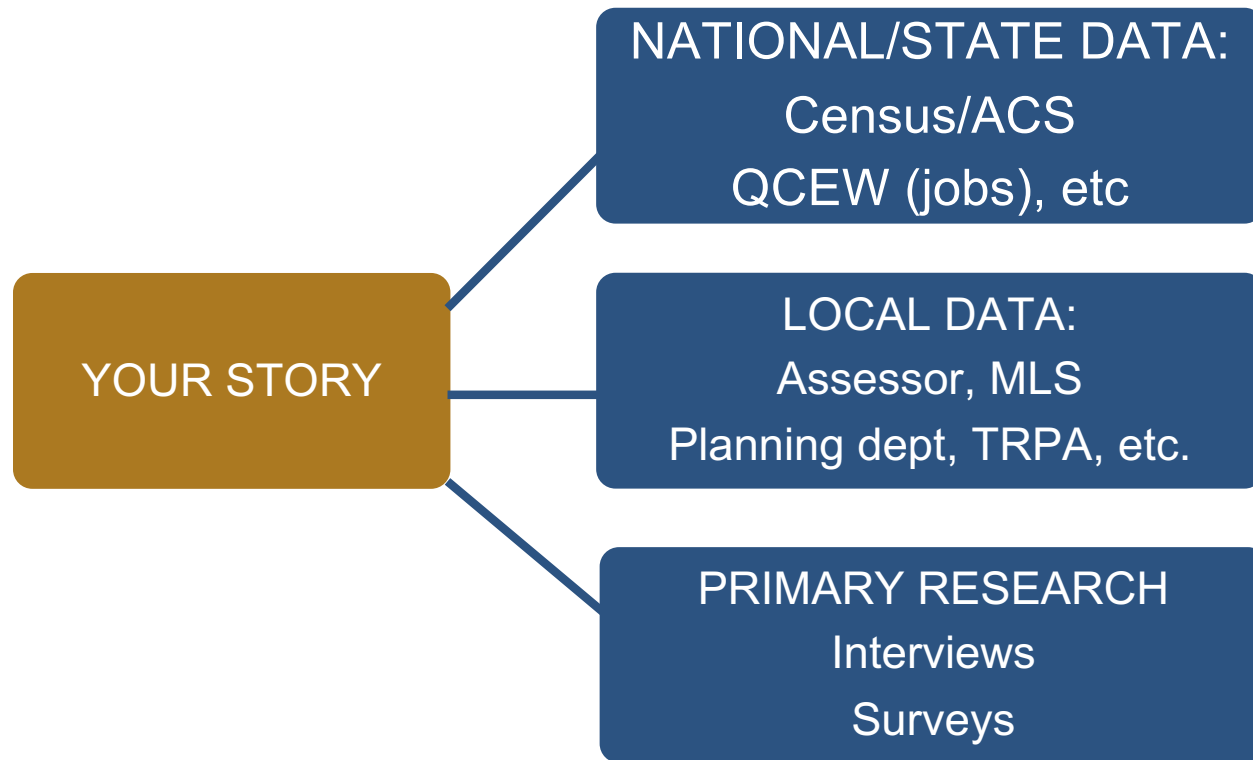 NATIONAL/STATE DATA:
Census/ACS
QCEW (jobs), etc
YOUR STORY
LOCAL DATA:
Assessor, MLS
Planning dept, TRPA, etc.
PRIMARY RESEARCH
Interviews
Surveys